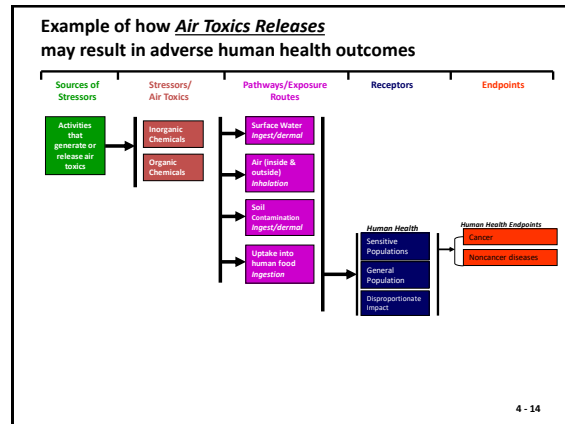 Example of how Air Toxics Releases
may result in adverse human health outcomes
Sources of
Stressors
Stressors/
Air Toxics
Pathways/Exposure
Routes
Receptors
Endpoints
Activities
that
generate or
release air
toxics
Inorganic
Chemicals
Organic
Chemicals
Surface Water
Ingest/dermal
Air (inside &
outside)
Inhalation
Soil
Contamination
Ingest/dermal
Uptake into
human food
Ingestion
Human Health
Sensitive
Populations
General
Population
Disproportionate
Impact
Human Health Endpoints
Cancer
Noncancer diseases
4 - 14